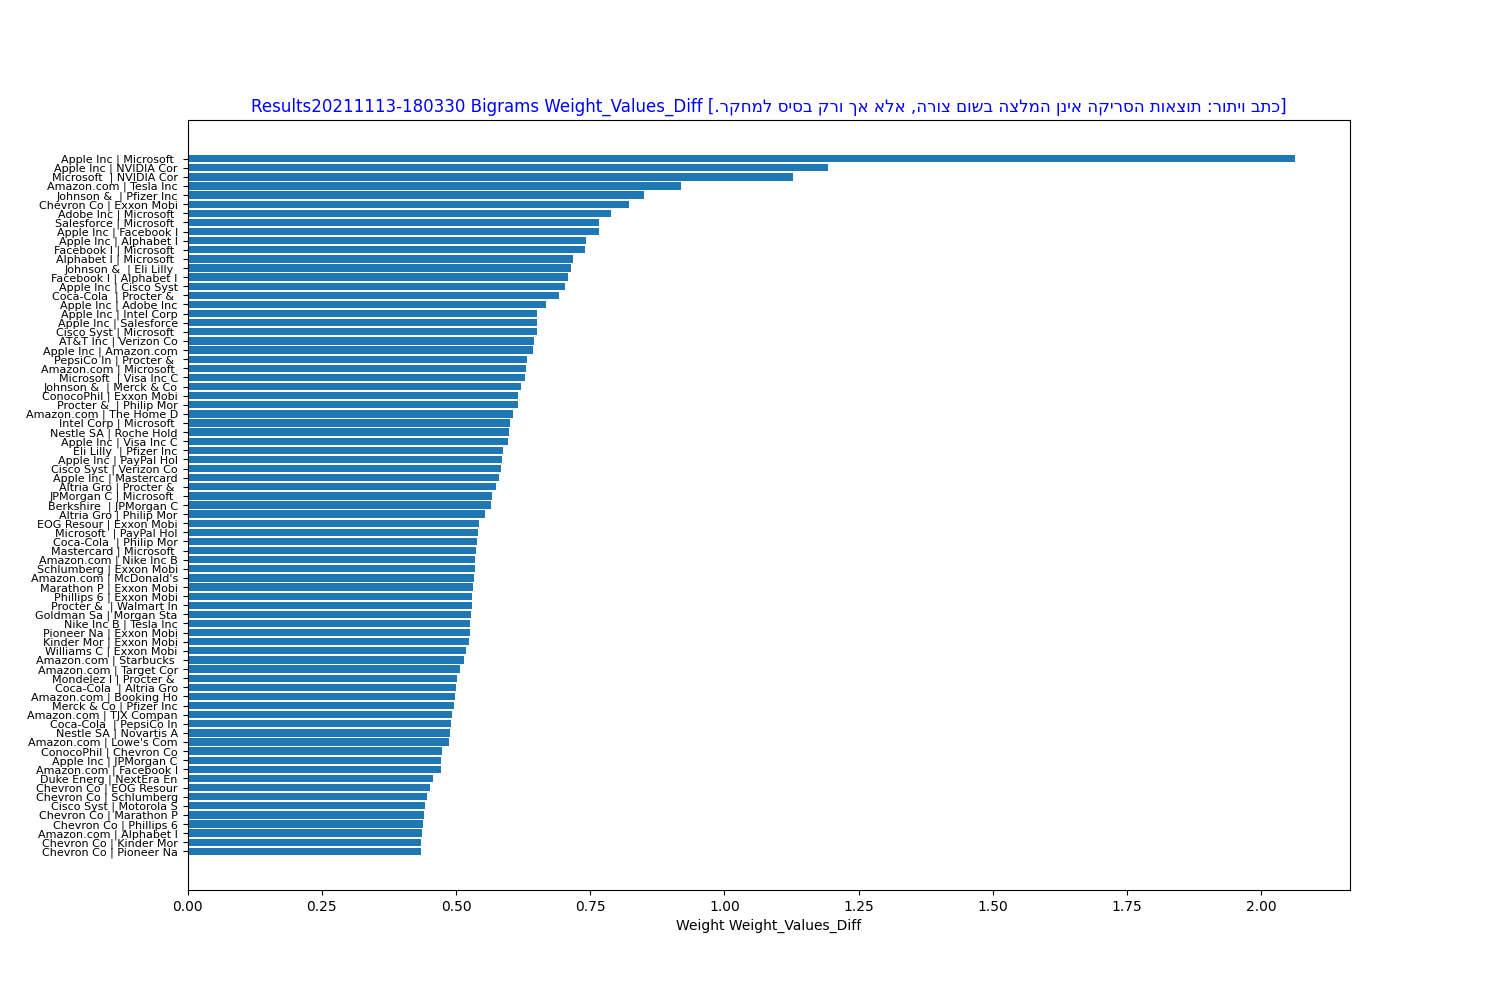 Results20211113-180330 Bigrams Weight_Values_Diff [כתב ויתור: תוצאות הסריקה אינן המלצה בשום צורה, אלא אך ורק בסיס למחקר.]
Apple Inc | Microsoft
Apple Inc | NVIDIA Cor
Microsoft  | NVIDIA Cor
Amazon.com | Tesla Inc
Johnson &  | Pfizer Inc
Chevron Co | Exxon Mobi
Adobe Inc | Microsoft
Salesforce | Microsoft
Apple Inc | Facebook I
Apple Inc | Alphabet I
Facebook I | Microsoft
Alphabet I | Microsoft
Johnson &  | Eli Lilly
Facebook I | Alphabet I
Apple Inc | Cisco Syst
Coca-Cola  | Procter &
Apple Inc | Adobe Inc
Apple Inc | Intel Corp
Apple Inc | Salesforce
Cisco Syst | Microsoft
AT&T Inc | Verizon Co
Apple Inc | Amazon.com
PepsiCo In | Procter &
Amazon.com | Microsoft
Microsoft  | Visa Inc C
Johnson &  | Merck & Co
ConocoPhil | Exxon Mobi
Procter &  | Philip Mor
Amazon.com | The Home D
Intel Corp | Microsoft
Nestle SA | Roche Hold
Apple Inc | Visa Inc C
Eli Lilly  | Pfizer Inc
Apple Inc | PayPal Hol
Cisco Syst | Verizon Co
Apple Inc | Mastercard
Altria Gro | Procter &
JPMorgan C | Microsoft
Berkshire  | JPMorgan C
Altria Gro | Philip Mor
EOG Resour | Exxon Mobi
Microsoft  | PayPal Hol
Coca-Cola  | Philip Mor
Mastercard | Microsoft
Amazon.com | Nike Inc B
Schlumberg | Exxon Mobi
Amazon.com | McDonald's
Marathon P | Exxon Mobi
Phillips 6 | Exxon Mobi
Procter &  | Walmart In
Goldman Sa | Morgan Sta
Nike Inc B | Tesla Inc
Pioneer Na | Exxon Mobi
Kinder Mor | Exxon Mobi
Williams C | Exxon Mobi
Amazon.com | Starbucks
Amazon.com | Target Cor
Mondelez I | Procter &
Coca-Cola  | Altria Gro
Amazon.com | Booking Ho
Merck & Co | Pfizer Inc
Amazon.com | TJX Compan
Coca-Cola  | PepsiCo In
Nestle SA | Novartis A
Amazon.com | Lowe's Com
ConocoPhil | Chevron Co
Apple Inc | JPMorgan C
Amazon.com | Facebook I
Duke Energ | NextEra En
Chevron Co | EOG Resour
Chevron Co | Schlumberg
Cisco Syst | Motorola S
Chevron Co | Marathon P
Chevron Co | Phillips 6
Amazon.com | Alphabet I
Chevron Co | Kinder Mor
Chevron Co | Pioneer Na
0.00 0.25 0.50 0.75 1.00 1.25 1.50 1.75 2.00
Weight Weight_Values_Diff